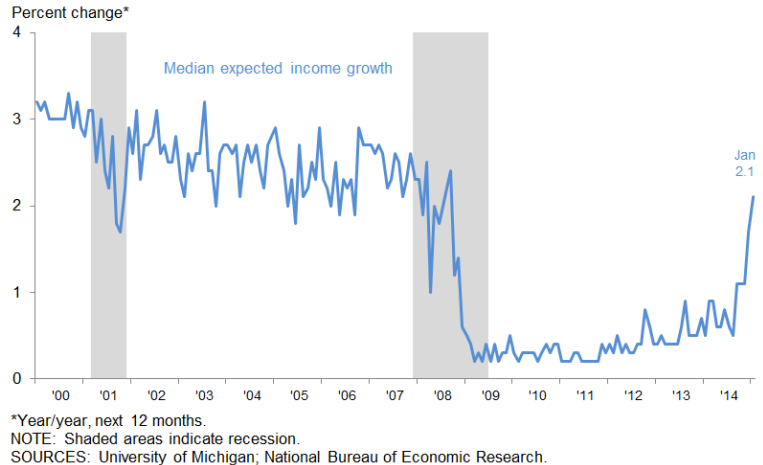 Percent change*
4
Median expected income growth
3
Jan
2.1
2
1
0
'00 '01 '02 '03 '04 '05 '06 '07 '08 '09 '10 '11 '12 '13 '14
*Year/year, next 12 months.
NOTE: Shaded areas indicate recession.
SOURCES: University of Michigan; National Bureau of Economic Research.